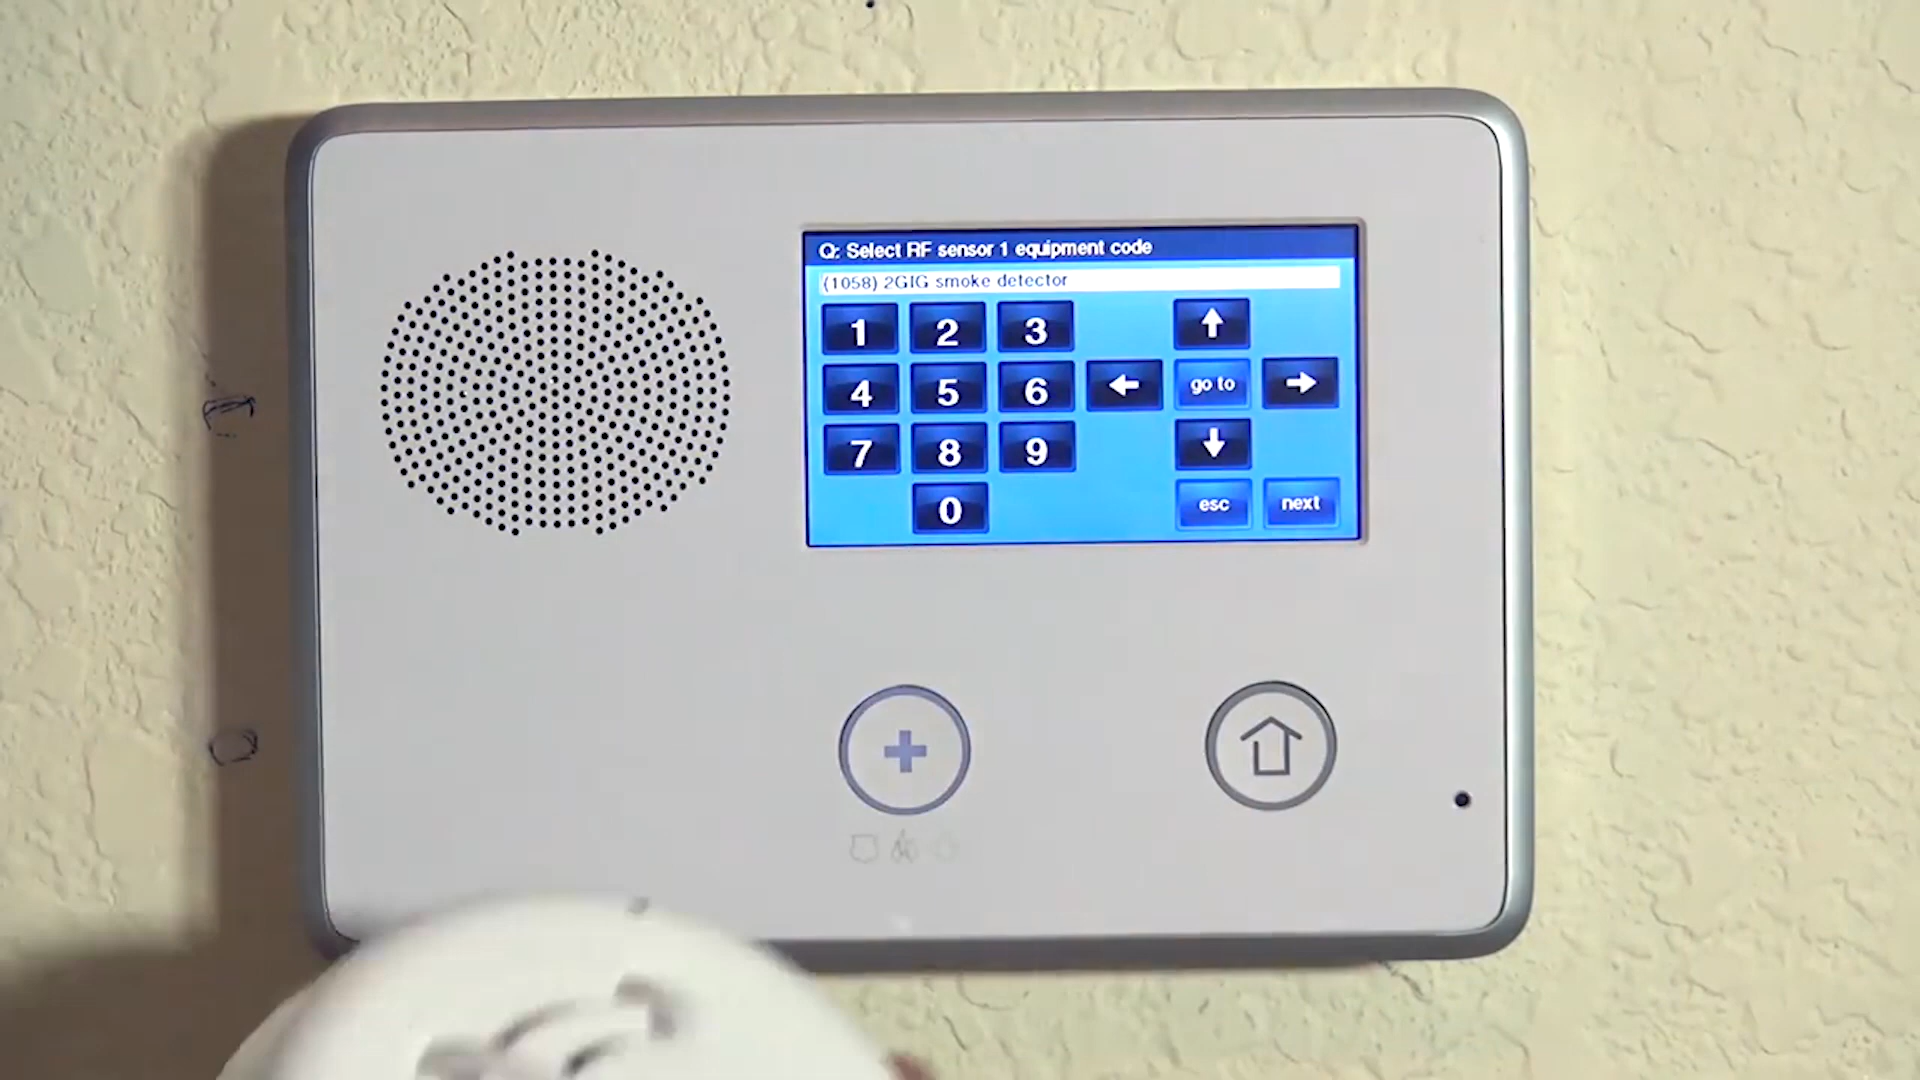 Q: Select RF sensor 1 equipment code
(1058) 2GIG smoke detector
1 2 3
4 5 6 go to
7 8 9
0 esc next